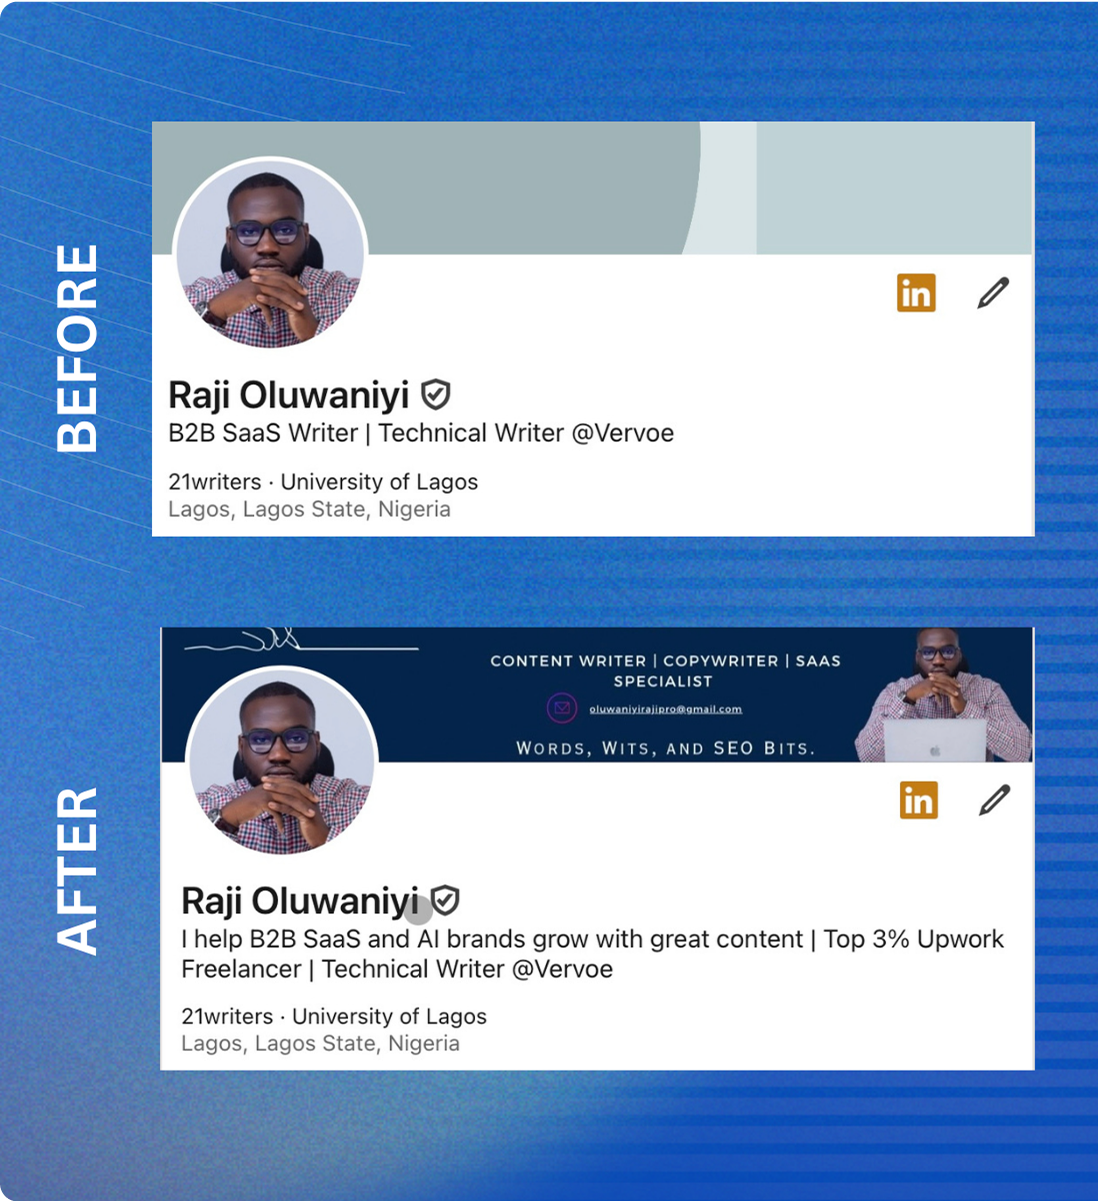 BEFORE
in
Raji Oluwaniyi
B2B SaaS Writer | Technical Writer @Vervoe
21writers · University of Lagos
Lagos, Lagos State, Nigeria
AFTER
CONTENT WRITER | COPYWRITER | SAAS
SPECIALIST
oluwaniyirajipro@gmail.com
WORDS, WITS, AND SEO BITS.
in
Raji Oluwaniyi
I help B2B SaaS and AI brands grow with great content | Top 3% Upwork
Freelancer | Technical Writer @Vervoe
21writers · University of Lagos
Lagos, Lagos State, Nigeria